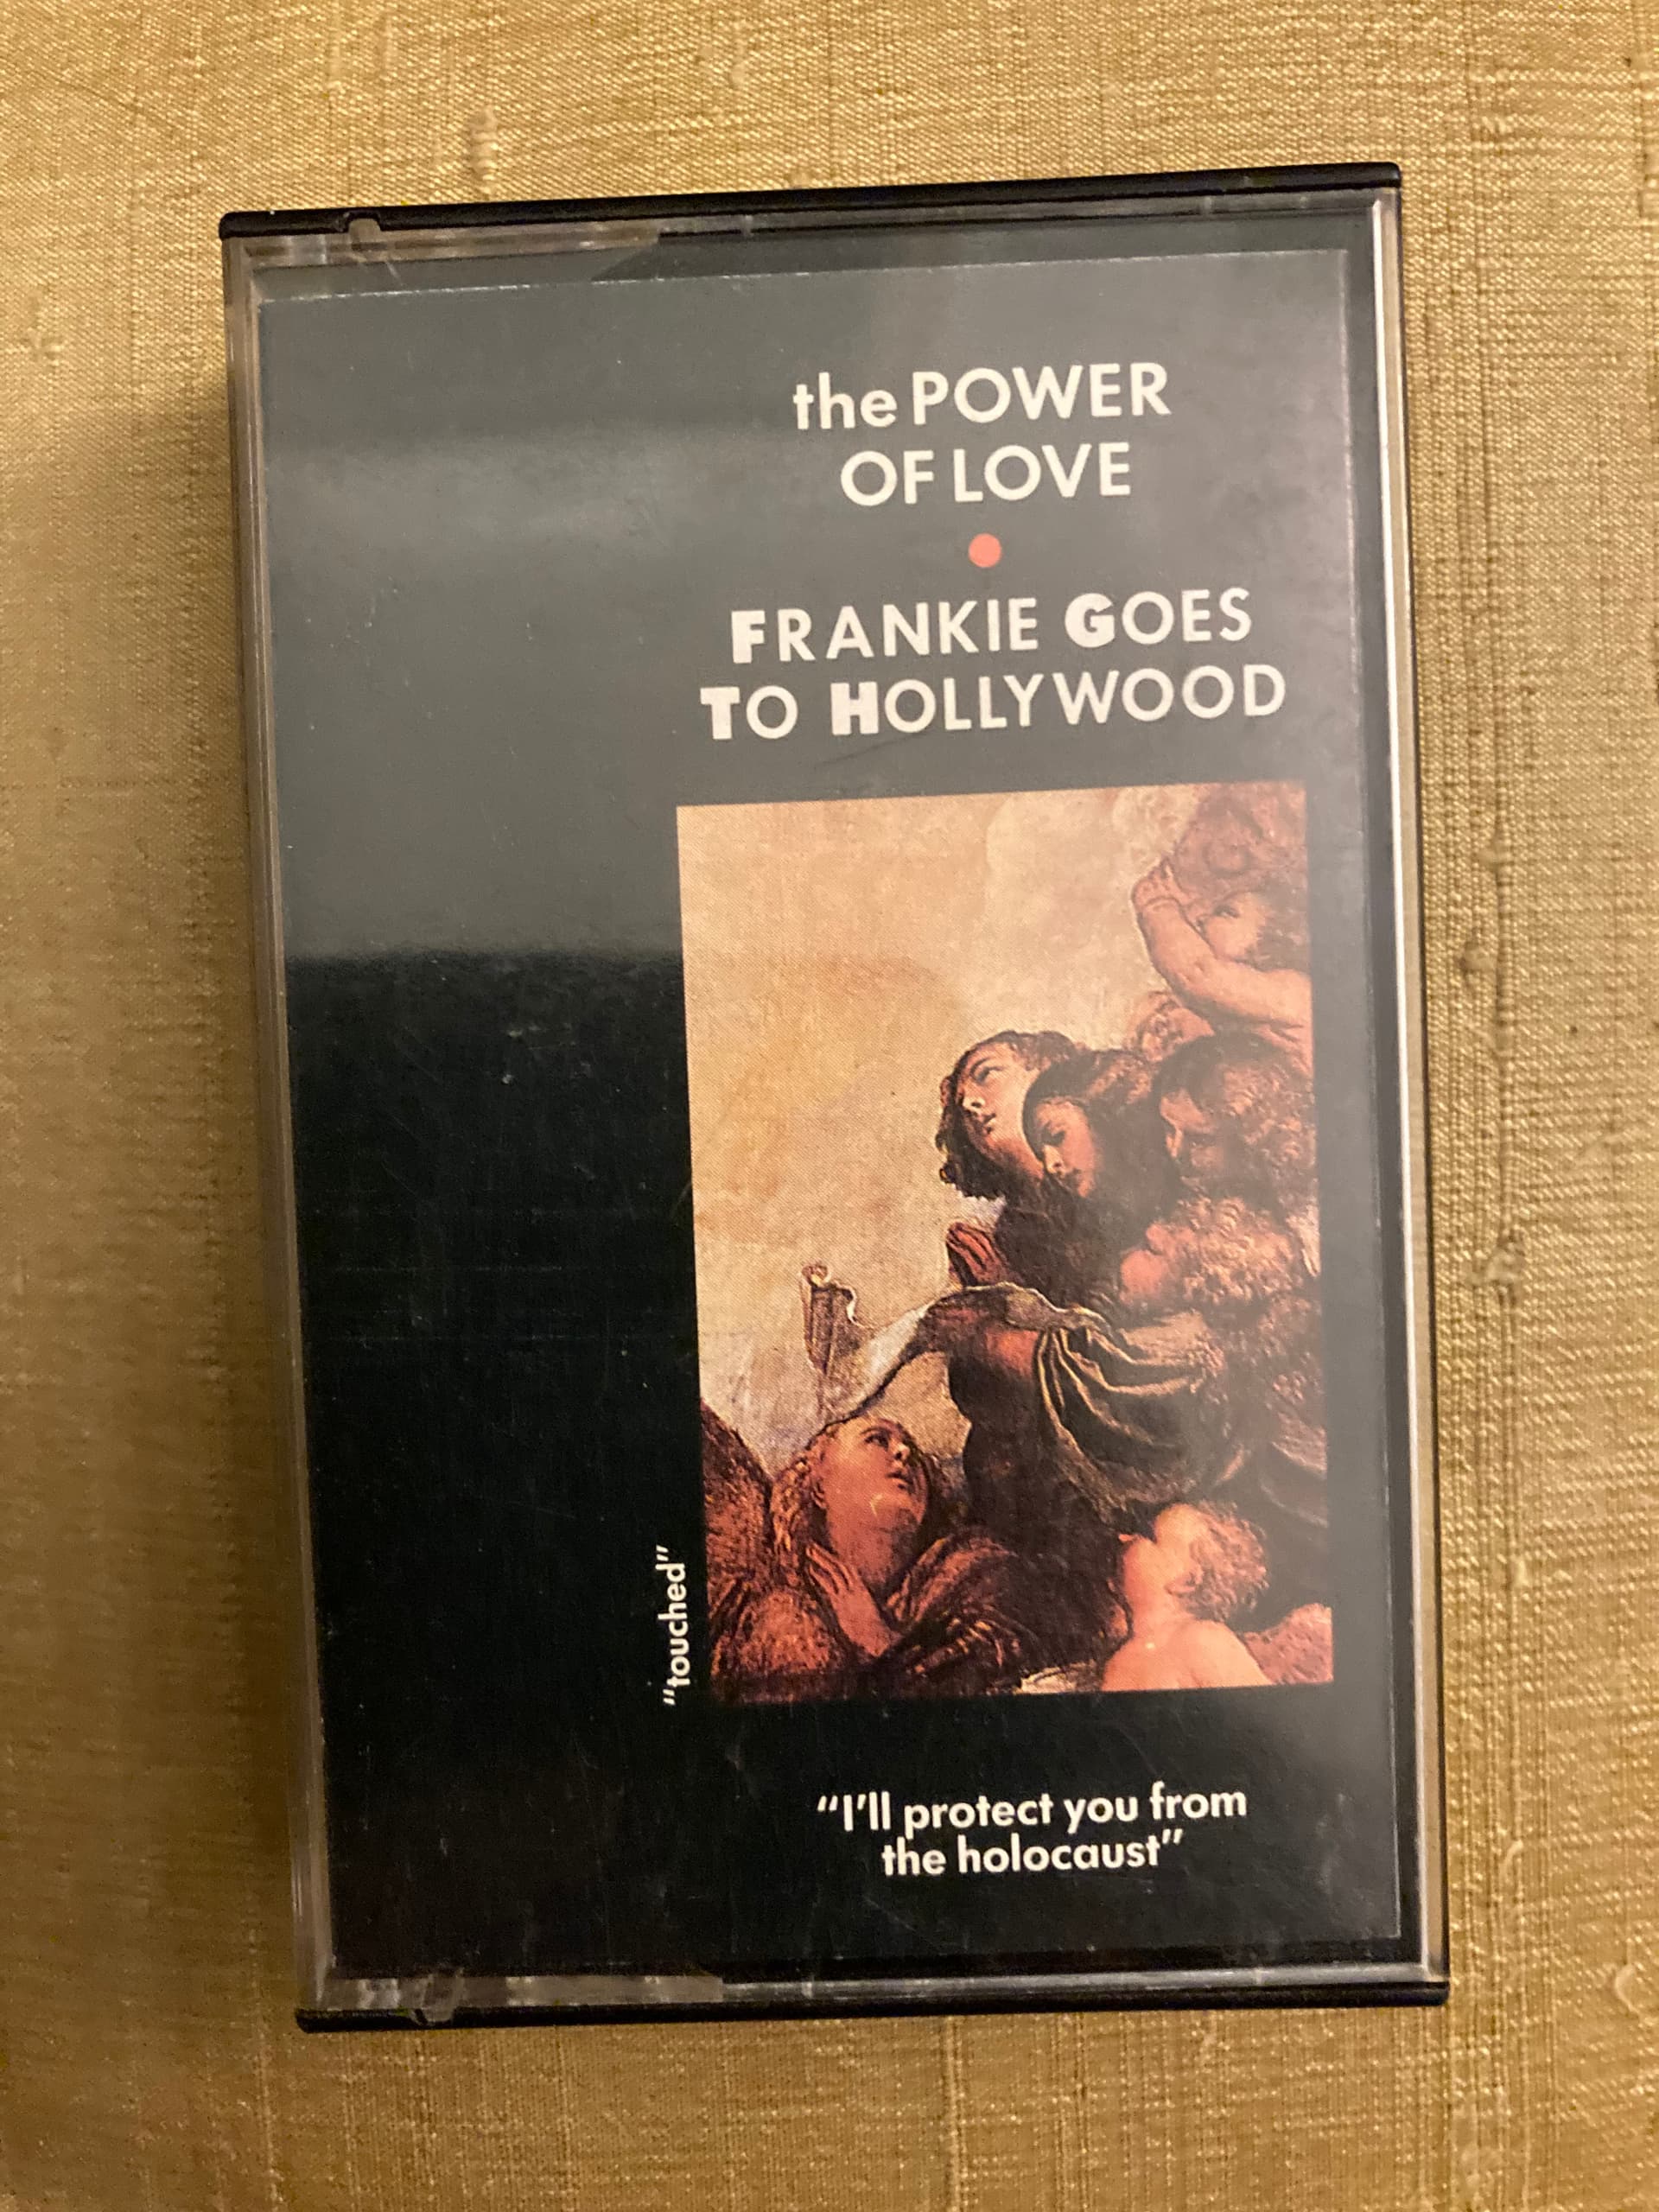 the POWER
OF LOVE
FRANKIE GOES
TO HOLLYWOOD
"touched"
"I'll protect you from
the holocaust"